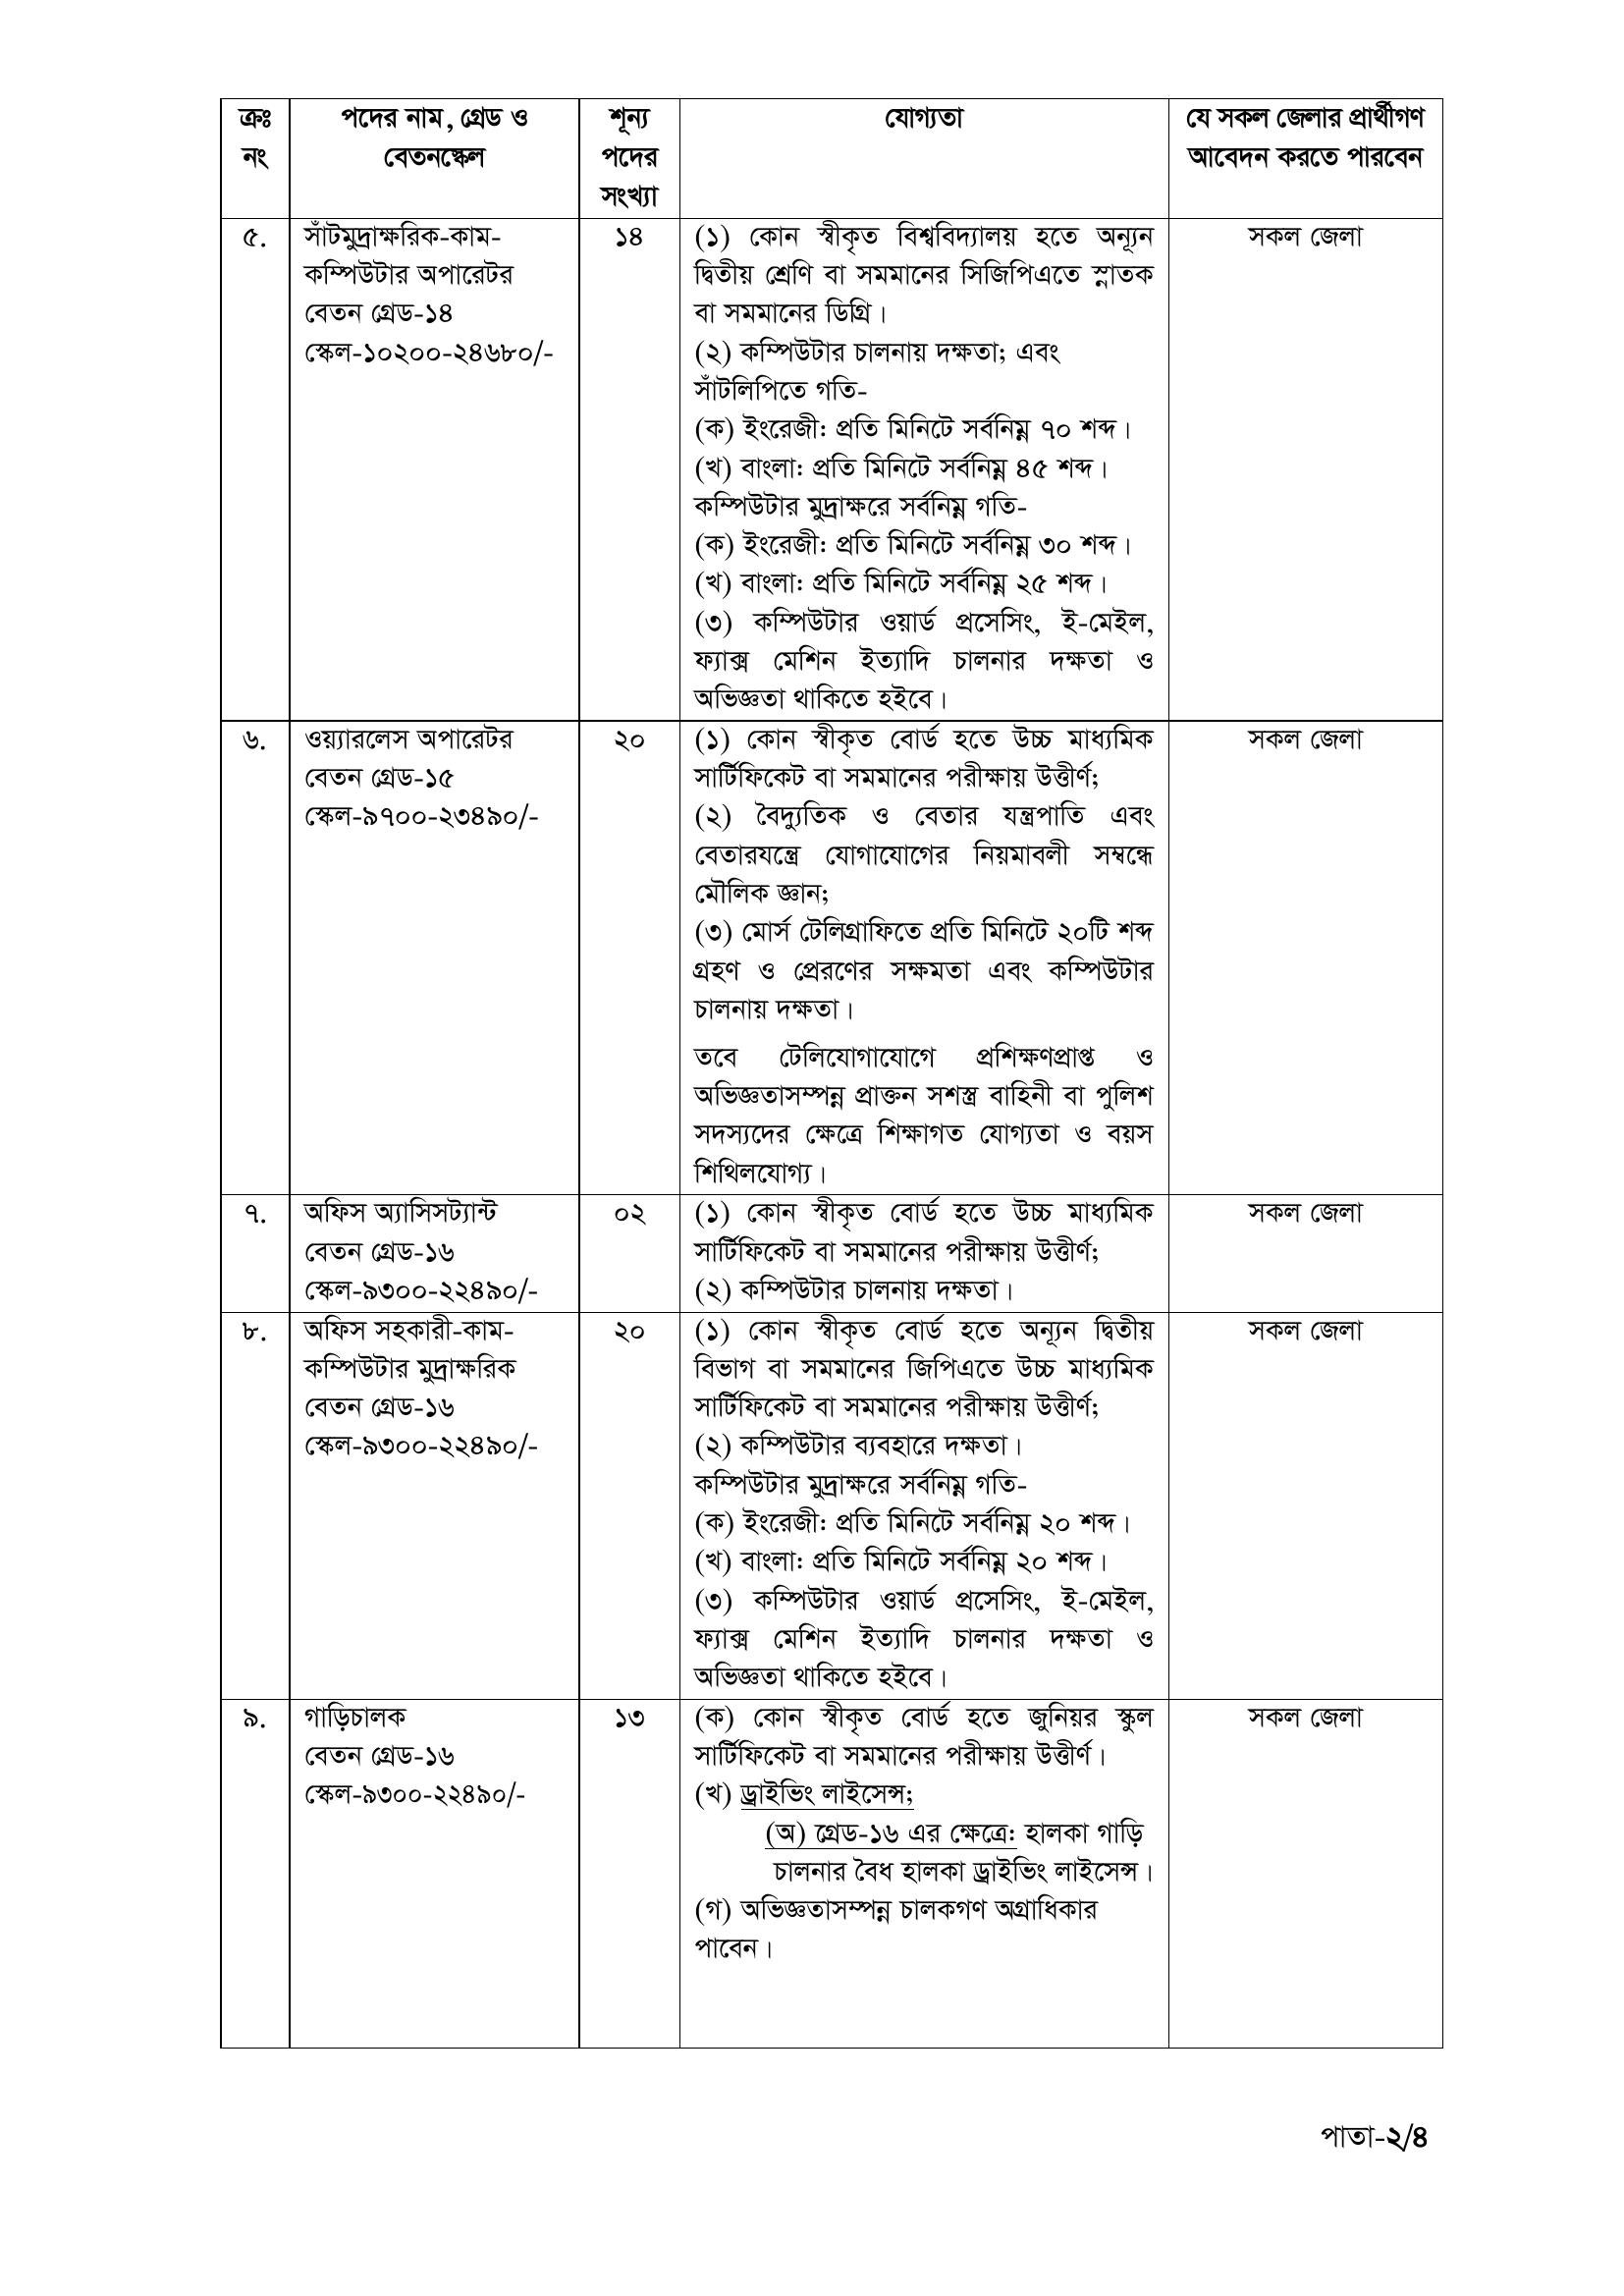 ক্রঃ নং
পদের নাম, গ্রেড ও বেতনস্কেল
শূন্য পদের সংখ্যা
যোগ্যতা
যে সকল জেলার প্রার্থীগণ আবেদন করতে পারবেন
৫.
সাঁটমুদ্রাক্ষরিক-কাম-
কম্পিউটার অপারেটর
বেতন গ্রেড-১৪
স্কেল-১০২০০-২৪৬৮০/-
১৪
(১) কোন স্বীকৃত বিশ্ববিদ্যালয় হতে অন্যূন
দ্বিতীয় শ্রেণি বা সমমানের সিজিপিএতে স্নাতক
বা সমমানের ডিগ্রি।
(২) কম্পিউটার চালনায় দক্ষতা; এবং
সাঁটলিপিতে গতি-
(ক) ইংরেজী: প্রতি মিনিটে সর্বনিম্ন ৭০ শব্দ।
(খ) বাংলা: প্রতি মিনিটে সর্বনিম্ন ৪৫ শব্দ।
কম্পিউটার মুদ্রাক্ষরে সর্বনিম্ন গতি-
(ক) ইংরেজী: প্রতি মিনিটে সর্বনিম্ন ৩০ শব্দ।
(খ) বাংলা: প্রতি মিনিটে সর্বনিম্ন ২৫ শব্দ।
(৩) কম্পিউটার ওয়ার্ড প্রসেসিং, ই-মেইল,
ফ্যাক্স মেশিন ইত্যাদি চালনার দক্ষতা ও
অভিজ্ঞতা থাকিতে হইবে।
সকল জেলা
৬.
ওয়্যারলেস অপারেটর
বেতন গ্রেড-১৫
স্কেল-৯৭০০-২৩৪৯০/-
২০
(১) কোন স্বীকৃত বোর্ড হতে উচ্চ মাধ্যমিক
সার্টিফিকেট বা সমমানের পরীক্ষায় উত্তীর্ণ;
(২) বৈদ্যুতিক ও বেতার যন্ত্রপাতি এবং
বেতারযন্ত্রে যোগাযোগের নিয়মাবলী সম্বন্ধে
মৌলিক জ্ঞান;
(৩) মোর্স টেলিগ্রাফিতে প্রতি মিনিটে ২০টি শব্দ
গ্রহণ ও প্রেরণের সক্ষমতা এবং কম্পিউটার
চালনায় দক্ষতা।
তবে টেলিযোগাযোগে প্রশিক্ষণপ্রাপ্ত ও
অভিজ্ঞতাসম্পন্ন প্রাক্তন সশস্ত্র বাহিনী বা পুলিশ
সদস্যদের ক্ষেত্রে শিক্ষাগত যোগ্যতা ও বয়স
শিথিলযোগ্য।
সকল জেলা
৭.
অফিস অ্যাসিসট্যান্ট
বেতন গ্রেড-১৬
স্কেল-৯৩০০-২২৪৯০/-
০২
(১) কোন স্বীকৃত বোর্ড হতে উচ্চ মাধ্যমিক
সার্টিফিকেট বা সমমানের পরীক্ষায় উত্তীর্ণ;
(২) কম্পিউটার চালনায় দক্ষতা।
সকল জেলা
৮.
অফিস সহকারী-কাম-
কম্পিউটার মুদ্রাক্ষরিক
বেতন গ্রেড-১৬
স্কেল-৯৩০০-২২৪৯০/-
২০
(১) কোন স্বীকৃত বোর্ড হতে অন্যূন দ্বিতীয়
বিভাগ বা সমমানের জিপিএতে উচ্চ মাধ্যমিক
সার্টিফিকেট বা সমমানের পরীক্ষায় উত্তীর্ণ;
(২) কম্পিউটার ব্যবহারে দক্ষতা।
কম্পিউটার মুদ্রাক্ষরে সর্বনিম্ন গতি-
(ক) ইংরেজী: প্রতি মিনিটে সর্বনিম্ন ২০ শব্দ।
(খ) বাংলা: প্রতি মিনিটে সর্বনিম্ন ২০ শব্দ।
(৩) কম্পিউটার ওয়ার্ড প্রসেসিং, ই-মেইল,
ফ্যাক্স মেশিন ইত্যাদি চালনার দক্ষতা ও
অভিজ্ঞতা থাকিতে হইবে।
সকল জেলা
৯.
গাড়িচালক
বেতন গ্রেড-১৬
স্কেল-৯৩০০-২২৪৯০/-
১৩
(ক) কোন স্বীকৃত বোর্ড হতে জুনিয়র স্কুল
সার্টিফিকেট বা সমমানের পরীক্ষায় উত্তীর্ণ।
(খ) ড্রাইভিং লাইসেন্স;
(অ) গ্রেড-১৬ এর ক্ষেত্রে: হালকা গাড়ি
চালনার বৈধ হালকা ড্রাইভিং লাইসেন্স।
(গ) অভিজ্ঞতাসম্পন্ন চালকগণ অগ্রাধিকার
পাবেন।
সকল জেলা
পাতা-২/৪